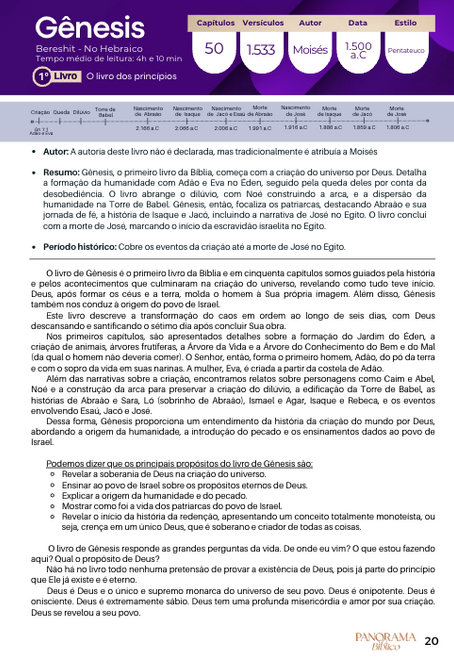 Gênesis
Bereshit - No Hebraico
Tempo médio de leitura: 4h e 10 min
1º Livro O livro dos princípios
Capítulos Versículos Autor Data Estilo
50 1.533 Moisés 1.500 a.C Pentateuco
Criação Queda Dilúvio Torre de Babel Nascimento de Abraão Nascimento de Isaque Nascimento de Jacó e Esaú Morte de Abraão Nascimento de José Morte de Isaque Morte de Jacó Morte de José
(Gn 1.1) Adão e Eva 2.166 a.C 2.066 a.C 2.006 a.C 1.991 a.C 1.916 a.C 1.886 a.C 1.859 a.C 1.806 a.C
• Autor: A autoria deste livro não é declarada, mas tradicionalmente é atribuía a Moisés
• Resumo: Gênesis, o primeiro livro da Bíblia, começa com a criação do universo por Deus. Detalha
a formação da humanidade com Adão e Eva no Éden, seguido pela queda deles por conta da
desobediência. O livro abrange o dilúvio, com Noé construindo a arca, e a dispersão da
humanidade na Torre de Babel. Gênesis, então, focaliza os patriarcas, destacando Abraão e sua
jornada de fé, a história de Isaque e Jacó, incluindo a narrativa de José no Egito. O livro conclui
com a morte de José, marcando o início da escravidão israelita no Egito.
• Período histórico: Cobre os eventos da criação até a morte de José no Egito.
O livro de Gênesis é o primeiro livro da Bíblia e em cinquenta capítulos somos guiados pela história
e pelos acontecimentos que culminaram na criação do universo, revelando como tudo teve início.
Deus, após formar os céus e a terra, molda o homem à Sua própria imagem. Além disso, Gênesis
também nos conduz à origem do povo de Israel.
Este livro descreve a transformação do caos em ordem ao longo de seis dias, com Deus
descansando e santificando o sétimo dia após concluir Sua obra.
Nos primeiros capítulos, são apresentados detalhes sobre a formação do Jardim do Éden, a
criação de animais, árvores frutíferas, a Árvore da Vida e a Árvore do Conhecimento do Bem e do Mal
(da qual o homem não deveria comer). O Senhor, então, forma o primeiro homem, Adão, do pó da terra
e com o sopro da vida em suas narinas. A mulher, Eva, é criada a partir da costela de Adão.
Além das narrativas sobre a criação, encontramos relatos sobre personagens como Caim e Abel,
Noé e a construção da arca para preservar a criação do dilúvio, a edificação da Torre de Babel, as
histórias de Abraão e Sara, Ló (sobrinho de Abraão), Ismael e Agar, Isaque e Rebeca, e os eventos
envolvendo Esaú, Jacó e José.
Dessa forma, Gênesis proporciona um entendimento da história da criação do mundo por Deus,
abordando a origem da humanidade, a introdução do pecado e os ensinamentos dados ao povo de
Israel.
Podemos dizer que os principais propósitos do livro de Gênesis são:
○ Revelar a soberania de Deus na criação do universo.
○ Ensinar ao povo de Israel sobre os propósitos eternos de Deus.
○ Explicar a origem da humanidade e do pecado.
○ Mostrar como foi a vida dos patriarcas do povo de Israel.
○ Revelar o início da história da redenção, apresentando um conceito totalmente monoteísta, ou
seja, crença em um único Deus, que é soberano e criador de todas as coisas.
O livro de Gênesis responde as grandes perguntas da vida. De onde eu vim? O que estou fazendo
aqui? Qual o propósito de Deus?
Não há no livro todo nenhuma pretensão de provar a existência de Deus, pois já parte do princípio
que Ele já existe e é eterno.
Deus é Deus e o único e supremo monarca do universo de seu povo. Deus é onipotente. Deus é
onisciente. Deus é extremamente sábio. Deus tem uma profunda misericórdia e amor por sua criação.
Deus se revelou a seu povo.
PANORAMA
Bíblico
20